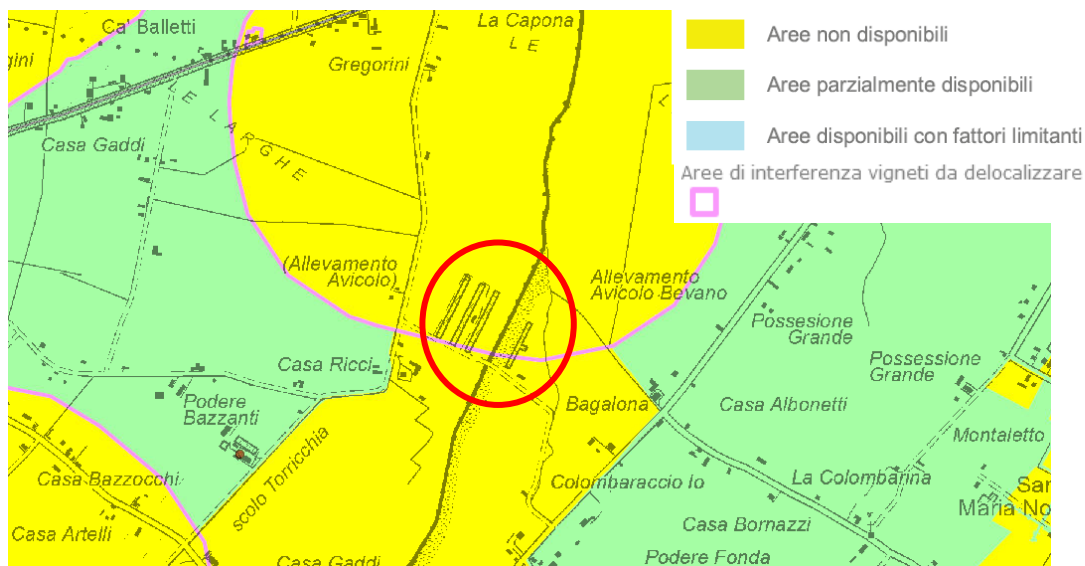 La Capona
L E
Ca' Balletti
gini
Gregorini
L E L A R G H E
L
Casa Gaddi
(Allevamento
Avicolo)
Allevamento
Avicolo Bevano
Possesione
Grande
Possessione
Grande
Casa Ricci
Podere
Bazzanti
Bagalona
Casa Albonetti
Montaletto
scolo Torricchia
Casa Bazzocchi
Colombaraccio Io
La Colombarina
San
Maria No
Casa Artelli
Casa Bornazzi
Casa Gaddi
Podere Fonda
Aree non disponibili
Aree parzialmente disponibili
Aree disponibili con fattori limitanti
Aree di interferenza vigneti da delocalizzare